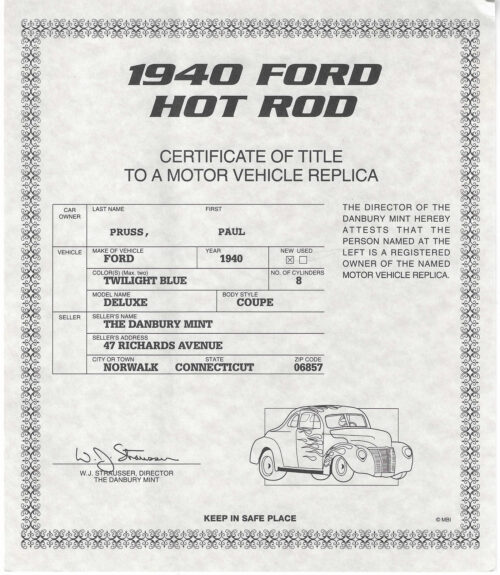 1940 FORD
HOT ROD
CERTIFICATE OF TITLE
TO A MOTOR VEHICLE REPLICA
CAR OWNER
LAST NAME FIRST
PRUSS, PAUL
VEHICLE
MAKE OF VEHICLE YEAR NEW USED
FORD 1940 ☒ ☐
COLOR(S) (Max. two) NO. OF CYLINDERS
TWILIGHT BLUE 8
MODEL NAME BODY STYLE
DELUXE COUPE
SELLER
SELLER'S NAME
THE DANBURY MINT
SELLER'S ADDRESS
47 RICHARDS AVENUE
CITY OR TOWN STATE ZIP CODE
NORWALK CONNECTICUT 06857
THE DIRECTOR OF THE
DANBURY MINT HEREBY
ATTESTS THAT THE
PERSON NAMED AT THE
LEFT IS A REGISTERED
OWNER OF THE NAMED
MOTOR VEHICLE REPLICA.
W. J. Strausser
W.J. STRAUSSER, DIRECTOR
THE DANBURY MINT
KEEP IN SAFE PLACE
© MBI